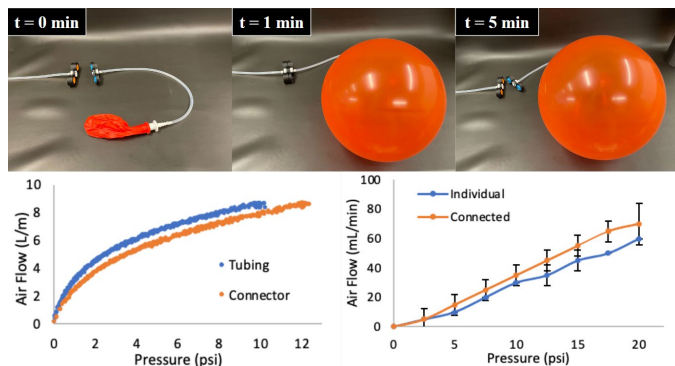 t = 0 min
t = 1 min
t = 5 min
10
8
6
4
2
0
Air Flow (L/m)
Tubing
Connector
0 2 4 6 8 10 12 14
Pressure (psi)
100
80
60
40
20
0
Air Flow (mL/min)
Individual
Connected
0 5 10 15 20
Pressure (psi)